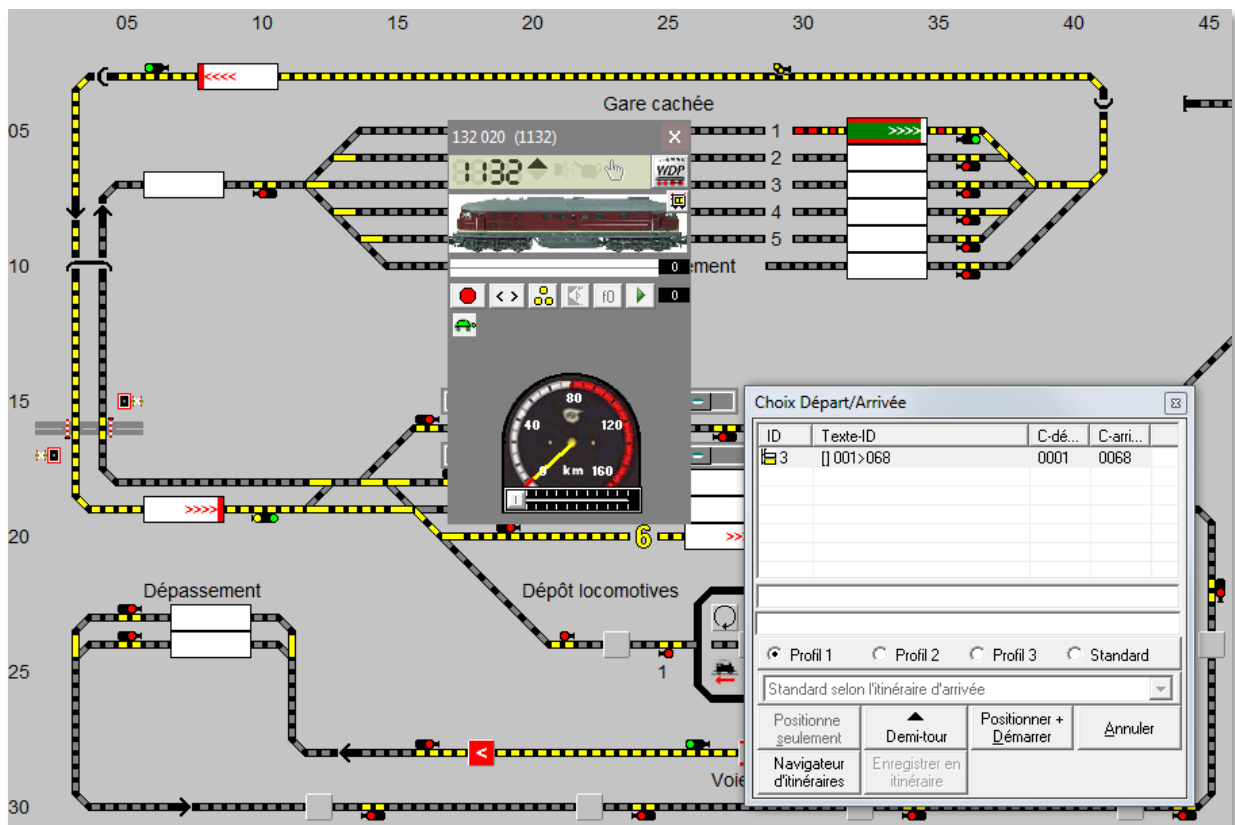 05 10 15 20 25 30 35 40 45
<<<<
Gare cachée
05
132 020 (1132)
1
>>>>
1132
WDP
2
3
4
5
10
0
ement
< >
f0
0
15
80
40
120
0
km
160
Choix Départ/Arrivée
ID Texte-ID C-dé... C-arri...
3 [] 001>068 0001 0068
>>>>
20
6
>>
Dépassement
Dépôt locomotives
Profil 1 Profil 2 Profil 3 Standard
25
1
Standard selon l'itinéraire d'arrivée
Positionne seulement
Demi-tour
Positionner + Démarrer
Annuler
<
Navigateur d'itinéraires
Enregistrer en itinéraire
Voie
30